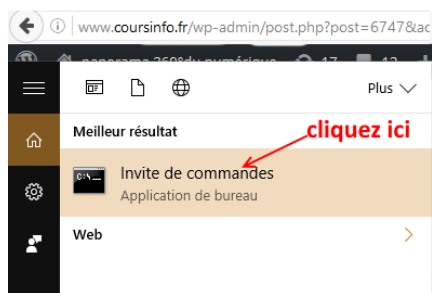 www.coursinfo.fr/wp-admin/post.php?post=6747&ac
panorama 360°du numérique 17 12
Plus
Meilleur résultat
cliquez ici
C:\_
Invite de commandes
Application de bureau
Web